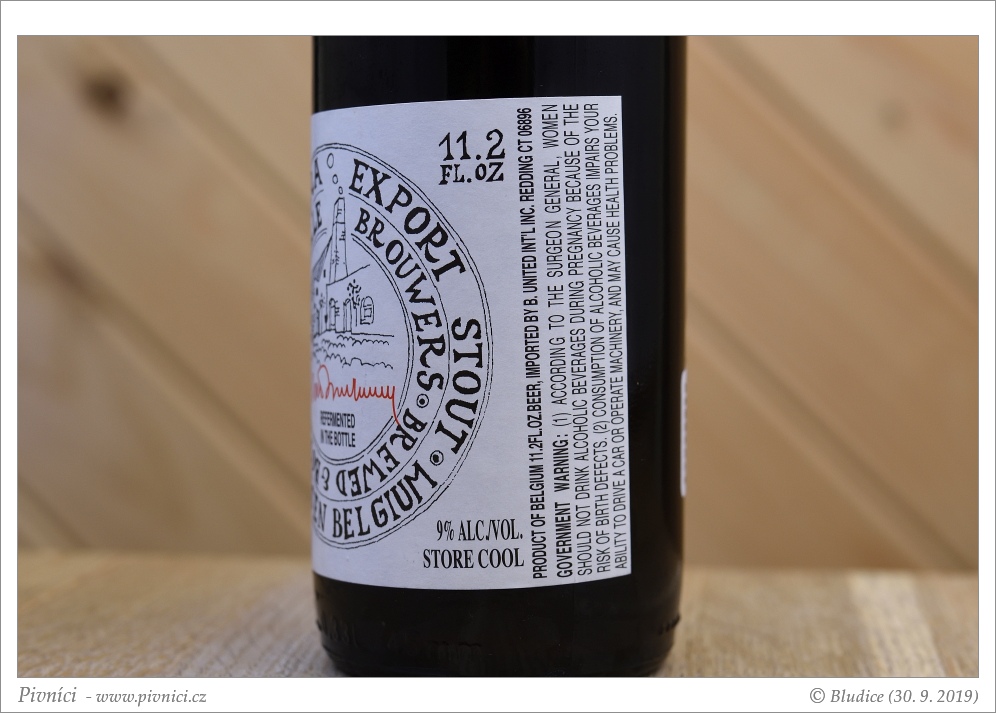 11.2
FL.OZ
EXPORT STOUT
BROUWERS BREWED &
BELGIUM
REFERMENTED
IN THE BOTTLE
9% ALC./VOL.
STORE COOL
PRODUCT OF BELGIUM 11.2FL.OZ.BEER, IMPORTED BY B. UNITED INT'L INC. REDDING CT 06896
GOVERNMENT WARNING: (1) ACCORDING TO THE SURGEON GENERAL, WOMEN
SHOULD NOT DRINK ALCOHOLIC BEVERAGES DURING PREGNANCY BECAUSE OF THE
RISK OF BIRTH DEFECTS. (2) CONSUMPTION OF ALCOHOLIC BEVERAGES IMPAIRS YOUR
ABILITY TO DRIVE A CAR OR OPERATE MACHINERY, AND MAY CAUSE HEALTH PROBLEMS.
Pivníci - www.pivnici.cz
© Bludice (30. 9. 2019)